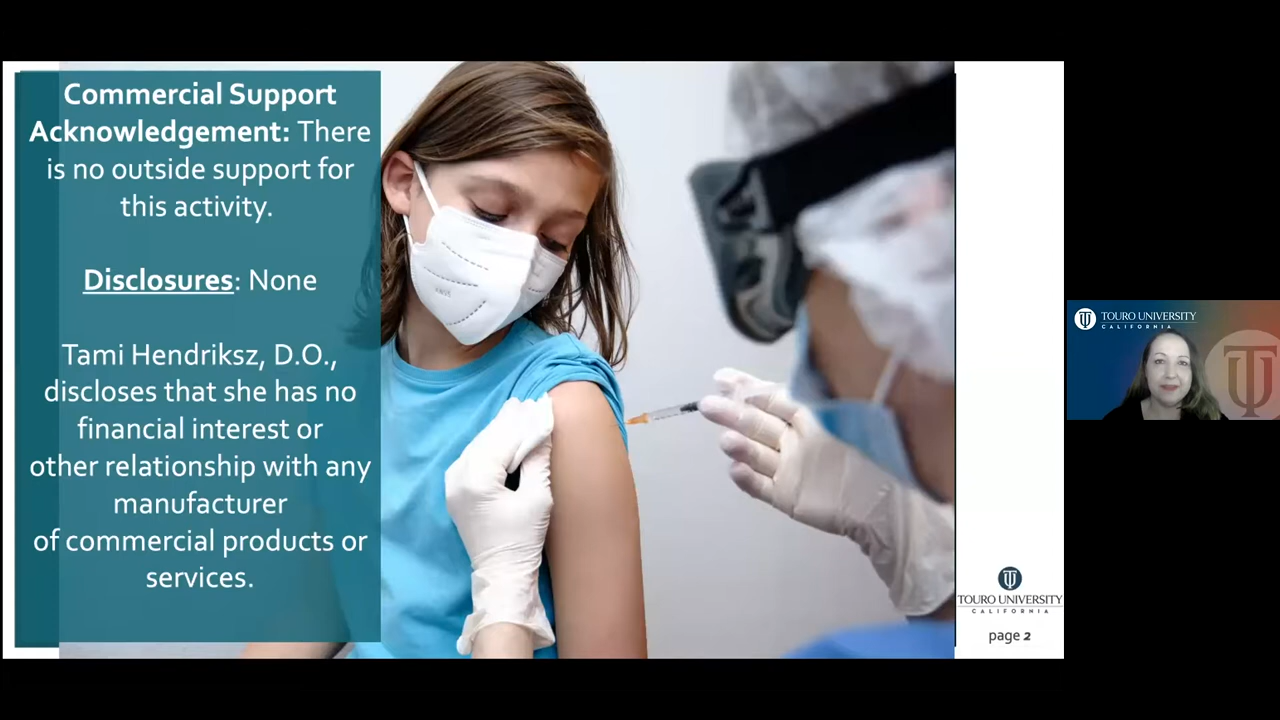 Commercial Support
Acknowledgement: There
is no outside support for
this activity.
Disclosures: None
Tami Hendriksz, D.O.,
discloses that she has no
financial interest or
other relationship with any
manufacturer
of commercial products or
services.
TOURO UNIVERSITY
CALIFORNIA
page 2
TOURO UNIVERSITY
CALIFORNIA